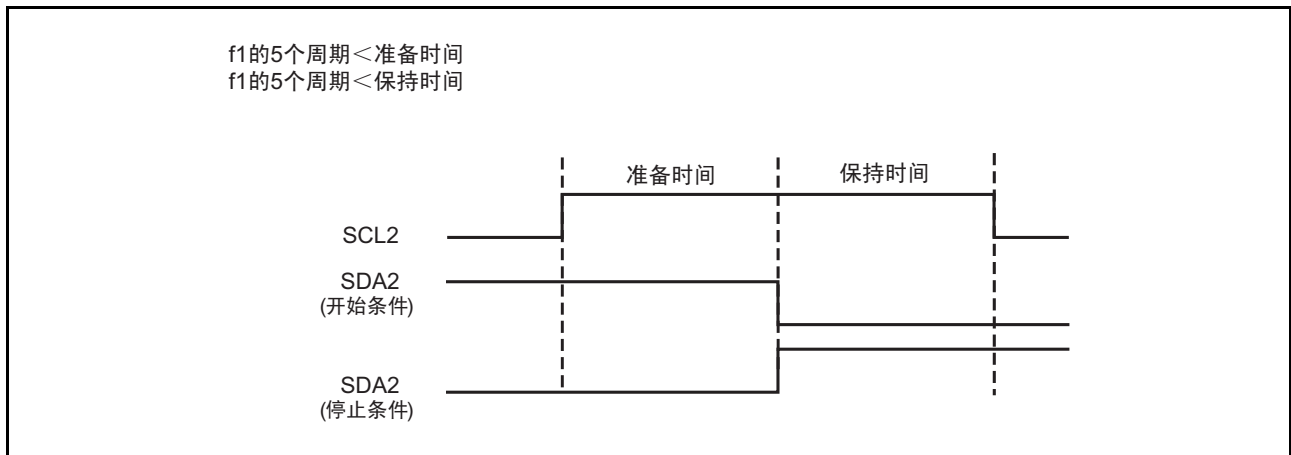 f1的5个周期＜准备时间
f1的5个周期＜保持时间
准备时间
保持时间
SCL2
SDA2
(开始条件)
SDA2
(停止条件)